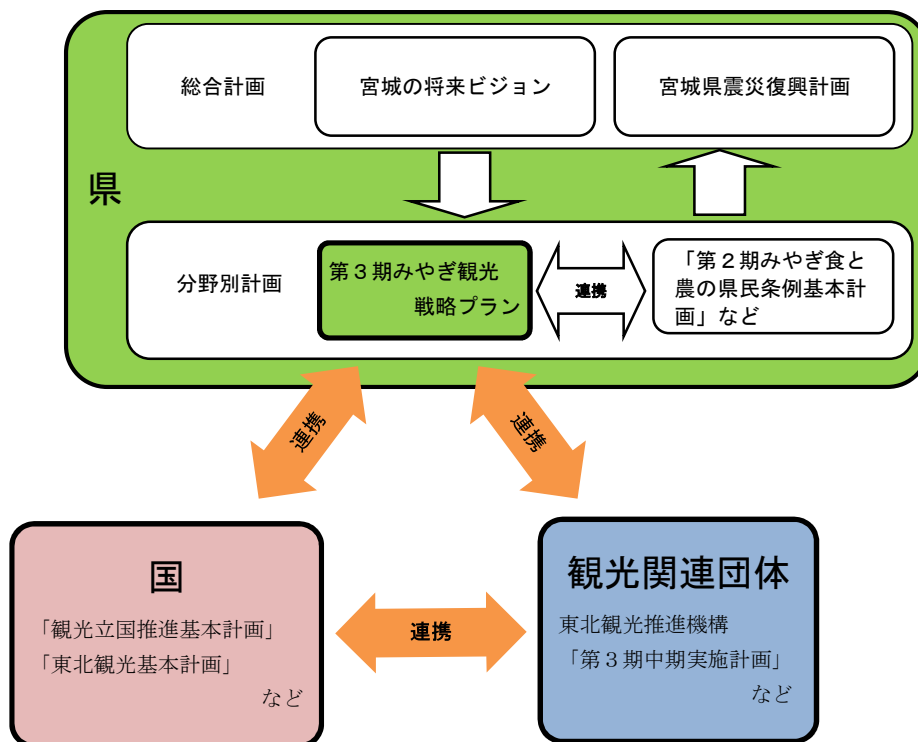 県
総合計画
宮城の将来ビジョン
宮城県震災復興計画
分野別計画
第３期みやぎ観光
戦略プラン
連携
「第２期みやぎ食と
農の県民条例基本計
画」など
連携
連携
国
「観光立国推進基本計画」
「東北観光基本計画」
など
連携
観光関連団体
東北観光推進機構
「第３期中期実施計画」
など